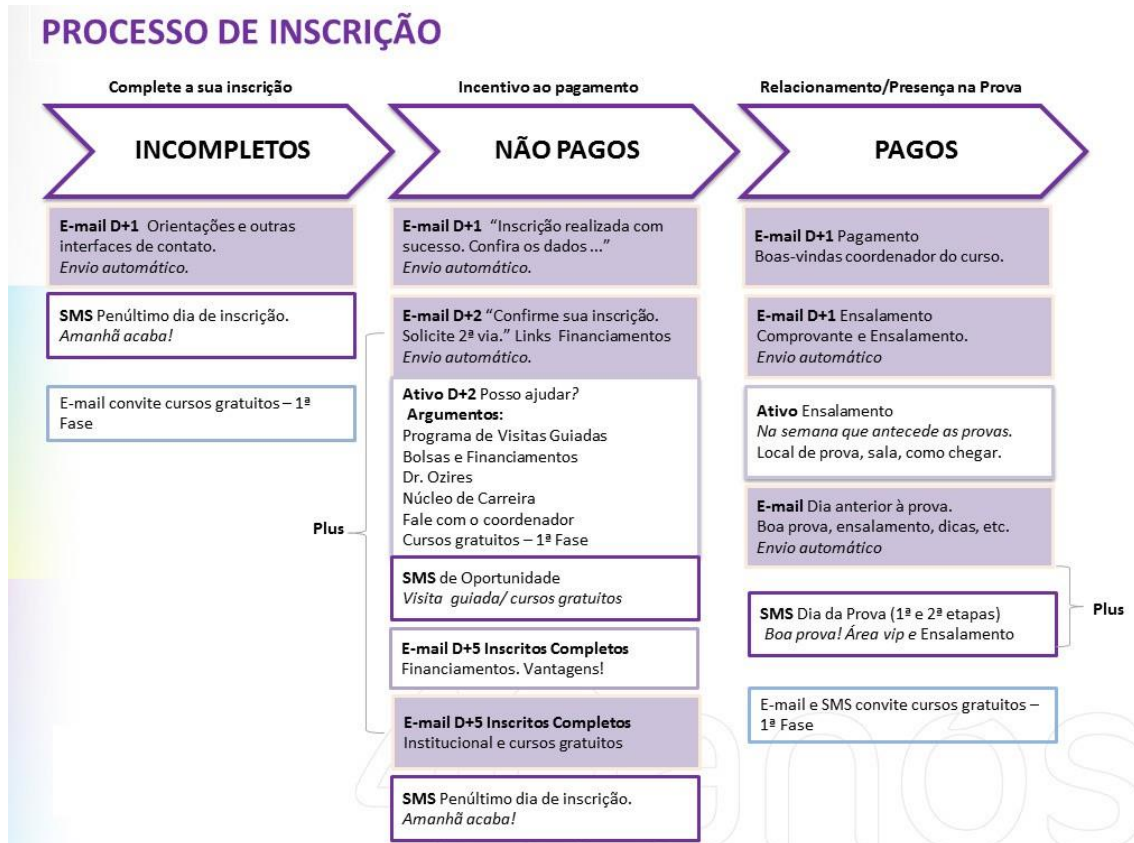 PROCESSO DE INSCRIÇÃO
Complete a sua inscrição
INCOMPLETOS
E-mail D+1 Orientações e outras
interfaces de contato.
Envio automático.
SMS Penúltimo dia de inscrição.
Amanhã acaba!
E-mail convite cursos gratuitos – 1ª
Fase
Incentivo ao pagamento
NÃO PAGOS
E-mail D+1 “Inscrição realizada com
sucesso. Confira os dados ...”
Envio automático.
E-mail D+2 “Confirme sua inscrição.
Solicite 2ª via.” Links Financiamentos
Envio automático.
Ativo D+2 Posso ajudar?
Argumentos:
Programa de Visitas Guiadas
Bolsas e Financiamentos
Dr. Ozires
Núcleo de Carreira
Fale com o coordenador
Cursos gratuitos – 1ª Fase
Plus
SMS de Oportunidade
Visita guiada/ cursos gratuitos
E-mail D+5 Inscritos Completos
Financiamentos. Vantagens!
E-mail D+5 Inscritos Completos
Institucional e cursos gratuitos
SMS Penúltimo dia de inscrição.
Amanhã acaba!
Relacionamento/Presença na Prova
PAGOS
E-mail D+1 Pagamento
Boas-vindas coordenador do curso.
E-mail D+1 Ensalamento
Comprovante e Ensalamento.
Envio automático
Ativo Ensalamento
Na semana que antecede as provas.
Local de prova, sala, como chegar.
E-mail Dia anterior à prova.
Boa prova, ensalamento, dicas, etc.
Envio automático
SMS Dia da Prova (1ª e 2ª etapas)
Boa prova! Área vip e Ensalamento
Plus
E-mail e SMS convite cursos gratuitos –
1ª Fase